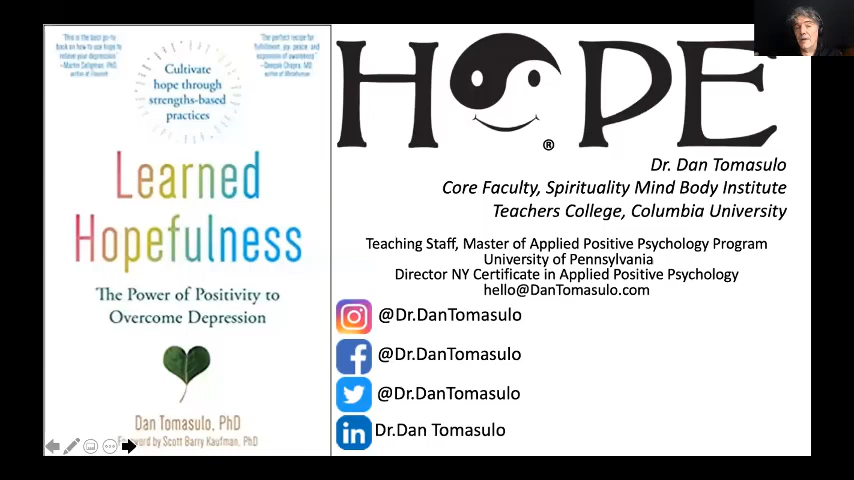 "This is the best go-to
book on how to use hope to
relieve your depression."
—Martin Seligman, PhD,
author of Flourish
"The perfect recipe for
fulfillment, joy, peace, and
expansion of awareness."
—Deepak Chopra, MD
author of Metahuman
Cultivate
hope through
strengths-based
practices
Learned
Hopefulness
The Power of Positivity to
Overcome Depression
Dan Tomasulo, PhD
Foreword by Scott Barry Kaufman, PhD
HOPE
®
Dr. Dan Tomasulo
Core Faculty, Spirituality Mind Body Institute
Teachers College, Columbia University
Teaching Staff, Master of Applied Positive Psychology Program
University of Pennsylvania
Director NY Certificate in Applied Positive Psychology
hello@DanTomasulo.com
@Dr.DanTomasulo
@Dr.DanTomasulo
@Dr.DanTomasulo
in Dr.Dan Tomasulo